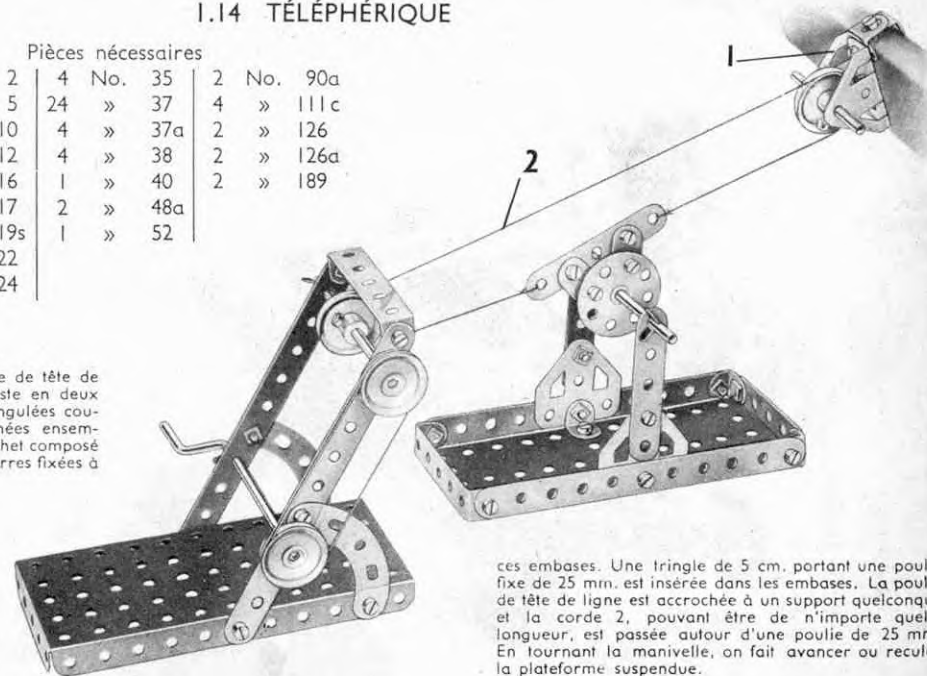 1.14 TÉLÉPHÉRIQUE
Pièces nécessaires
2 4 No. 35 2 No. 90a
5 24 » 37 4 » 111c
10 4 » 37a 2 » 126
12 4 » 38 2 » 126a
16 1 » 40 2 » 189
17 2 » 48a
19s 1 » 52
22
24
1
2
e de tête de
ste en deux
ngulées cou-
nées ensem-
het composé
rres fixées à
ces embases. Une tringle de 5 cm. portant une poul
fixe de 25 mm. est insérée dans les embases. La poul
de tête de ligne est accrochée à un support quelconqu
et la corde 2, pouvant être de n'importe quel
longueur, est passée autour d'une poulie de 25 mm
En tournant la manivelle, on fait avancer ou recul
la plateforme suspendue.